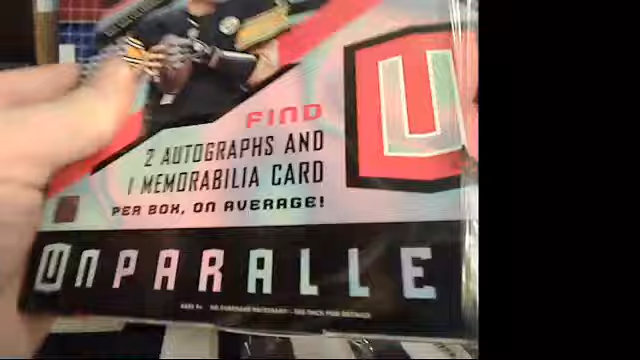 FIND
2 AUTOGRAPHS AND
1 MEMORABILIA CARD
PER BOX, ON AVERAGE!
U
UNPARALLE